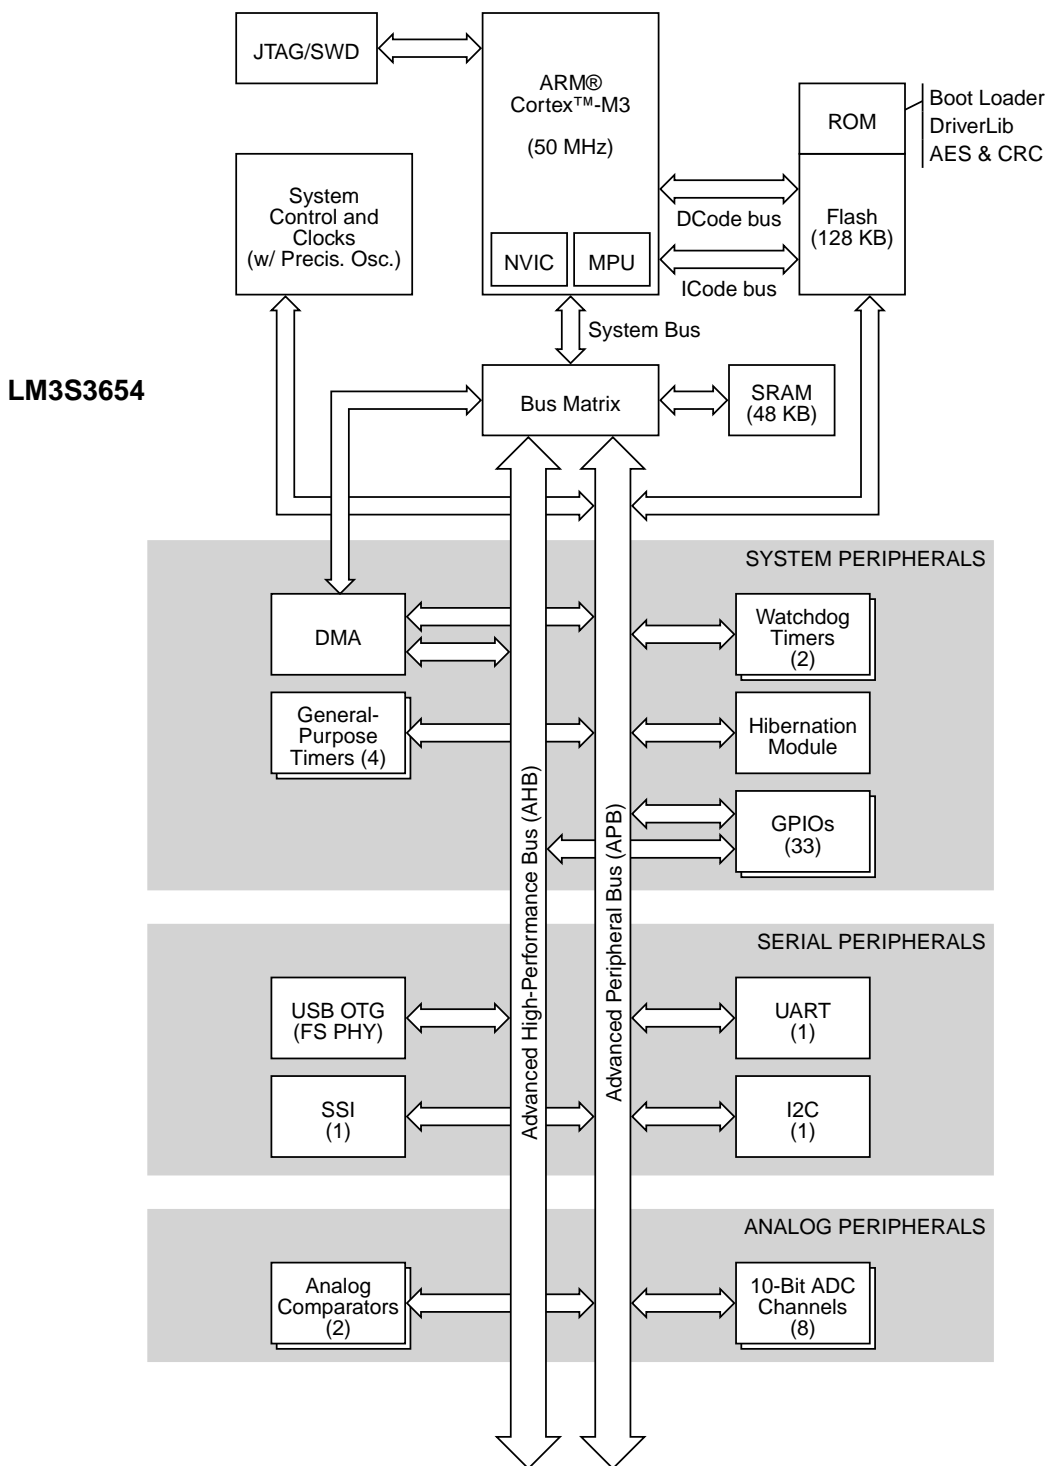 JTAG/SWD
ARM®
Cortex™-M3
(50 MHz)
NVIC
MPU
ROM
Boot Loader
DriverLib
AES & CRC
Flash
(128 KB)
DCode bus
ICode bus
System
Control and
Clocks
(w/ Precis. Osc.)
System Bus
LM3S3654
Bus Matrix
SRAM
(48 KB)
SYSTEM PERIPHERALS
DMA
Watchdog
Timers
(2)
General-
Purpose
Timers (4)
Hibernation
Module
GPIOs
(33)
Advanced High-Performance Bus (AHB)
Advanced Peripheral Bus (APB)
SERIAL PERIPHERALS
USB OTG
(FS PHY)
UART
(1)
SSI
(1)
I2C
(1)
ANALOG PERIPHERALS
Analog
Comparators
(2)
10-Bit ADC
Channels
(8)